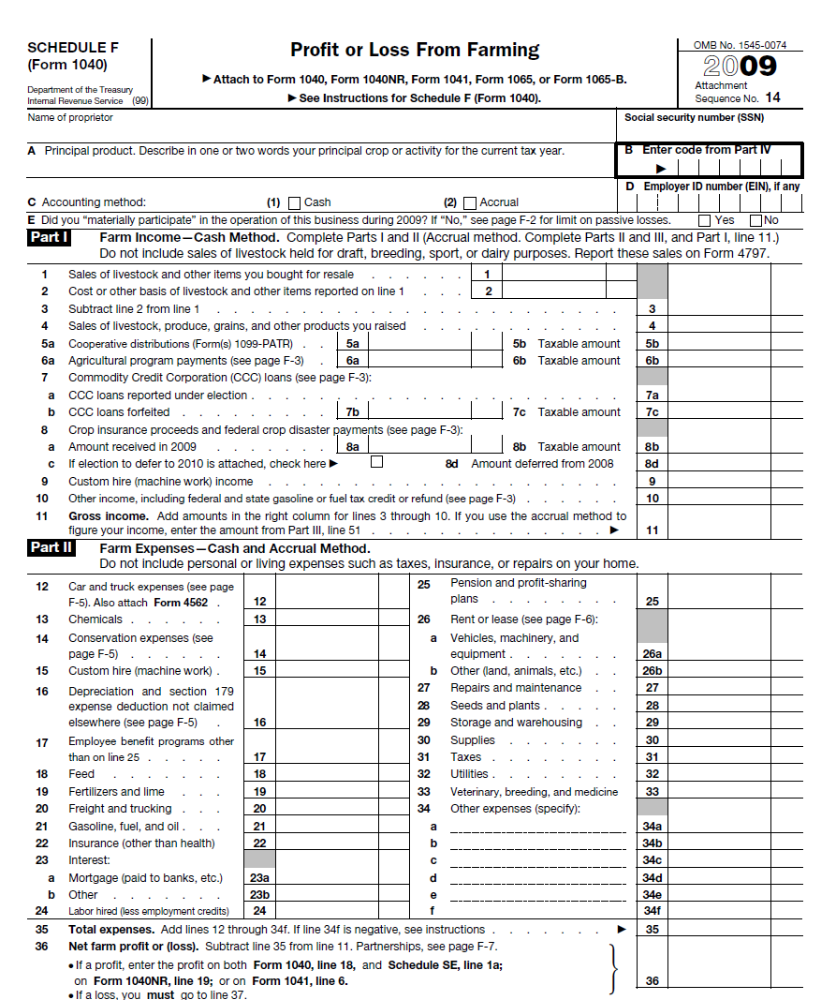 SCHEDULE F
(Form 1040)
Department of the Treasury
Internal Revenue Service (99)
Profit or Loss From Farming
▶ Attach to Form 1040, Form 1040NR, Form 1041, Form 1065, or Form 1065-B.
▶ See Instructions for Schedule F (Form 1040).
OMB No. 1545-0074
2009
Attachment
Sequence No. 14
Name of proprietor
Social security number (SSN)
A Principal product. Describe in one or two words your principal crop or activity for the current tax year.
B Enter code from Part IV
▶
C Accounting method: (1) Cash (2) Accrual
D Employer ID number (EIN), if any
E Did you “materially participate” in the operation of this business during 2009? If “No,” see page F-2 for limit on passive losses. Yes No
Part I Farm Income—Cash Method. Complete Parts I and II (Accrual method. Complete Parts II and III, and Part I, line 11.)
Do not include sales of livestock held for draft, breeding, sport, or dairy purposes. Report these sales on Form 4797.
1 Sales of livestock and other items you bought for resale . . . . . . 1
2 Cost or other basis of livestock and other items reported on line 1 . . . 2
3 Subtract line 2 from line 1 . . . . . . . . . . . . . . . . . . . . . . . . 3
4 Sales of livestock, produce, grains, and other products you raised . . . . . . . . . . . . 4
5a Cooperative distributions (Form(s) 1099-PATR) . . 5a 5b Taxable amount 5b
6a Agricultural program payments (see page F-3) . 6a 6b Taxable amount 6b
7 Commodity Credit Corporation (CCC) loans (see page F-3):
a CCC loans reported under election . . . . . . . . . . . . . . . . . . . . . . 7a
b CCC loans forfeited . . . . . . . . . 7b 7c Taxable amount 7c
8 Crop insurance proceeds and federal crop disaster payments (see page F-3):
a Amount received in 2009 . . . . . . . 8a 8b Taxable amount 8b
c If election to defer to 2010 is attached, check here ▶ 8d Amount deferred from 2008 8d
9 Custom hire (machine work) income . . . . . . . . . . . . . . . . . . . . . 9
10 Other income, including federal and state gasoline or fuel tax credit or refund (see page F-3) . . . . . . 10
11 Gross income. Add amounts in the right column for lines 3 through 10. If you use the accrual method to
figure your income, enter the amount from Part III, line 51 . . . . . . . . . . . . . . ▶ 11
Part II Farm Expenses—Cash and Accrual Method.
Do not include personal or living expenses such as taxes, insurance, or repairs on your home.
12 Car and truck expenses (see page
F-5). Also attach Form 4562 . 12
13 Chemicals . . . . . . 13
14 Conservation expenses (see
page F-5) . . . . . . 14
15 Custom hire (machine work) . 15
16 Depreciation and section 179
expense deduction not claimed
elsewhere (see page F-5) . 16
17 Employee benefit programs other
than on line 25 . . . . . 17
18 Feed . . . . . . . 18
19 Fertilizers and lime . . . 19
20 Freight and trucking . . . 20
21 Gasoline, fuel, and oil . . . 21
22 Insurance (other than health) 22
23 Interest:
a Mortgage (paid to banks, etc.) 23a
b Other . . . . . . . 23b
24 Labor hired (less employment credits) 24
25 Pension and profit-sharing
plans . . . . . . . . 25
26 Rent or lease (see page F-6):
a Vehicles, machinery, and
equipment . . . . . . . 26a
b Other (land, animals, etc.) . . 26b
27 Repairs and maintenance . . 27
28 Seeds and plants . . . . . 28
29 Storage and warehousing . . 29
30 Supplies . . . . . . . 30
31 Taxes . . . . . . . . 31
32 Utilities . . . . . . . . 32
33 Veterinary, breeding, and medicine 33
34 Other expenses (specify):
a 34a
b 34b
c 34c
d 34d
e 34e
f 34f
35 Total expenses. Add lines 12 through 34f. If line 34f is negative, see instructions . . . . . . . ▶ 35
36 Net farm profit or (loss). Subtract line 35 from line 11. Partnerships, see page F-7.
• If a profit, enter the profit on both Form 1040, line 18, and Schedule SE, line 1a;
on Form 1040NR, line 19; or on Form 1041, line 6.
• If a loss, you must go to line 37.
36